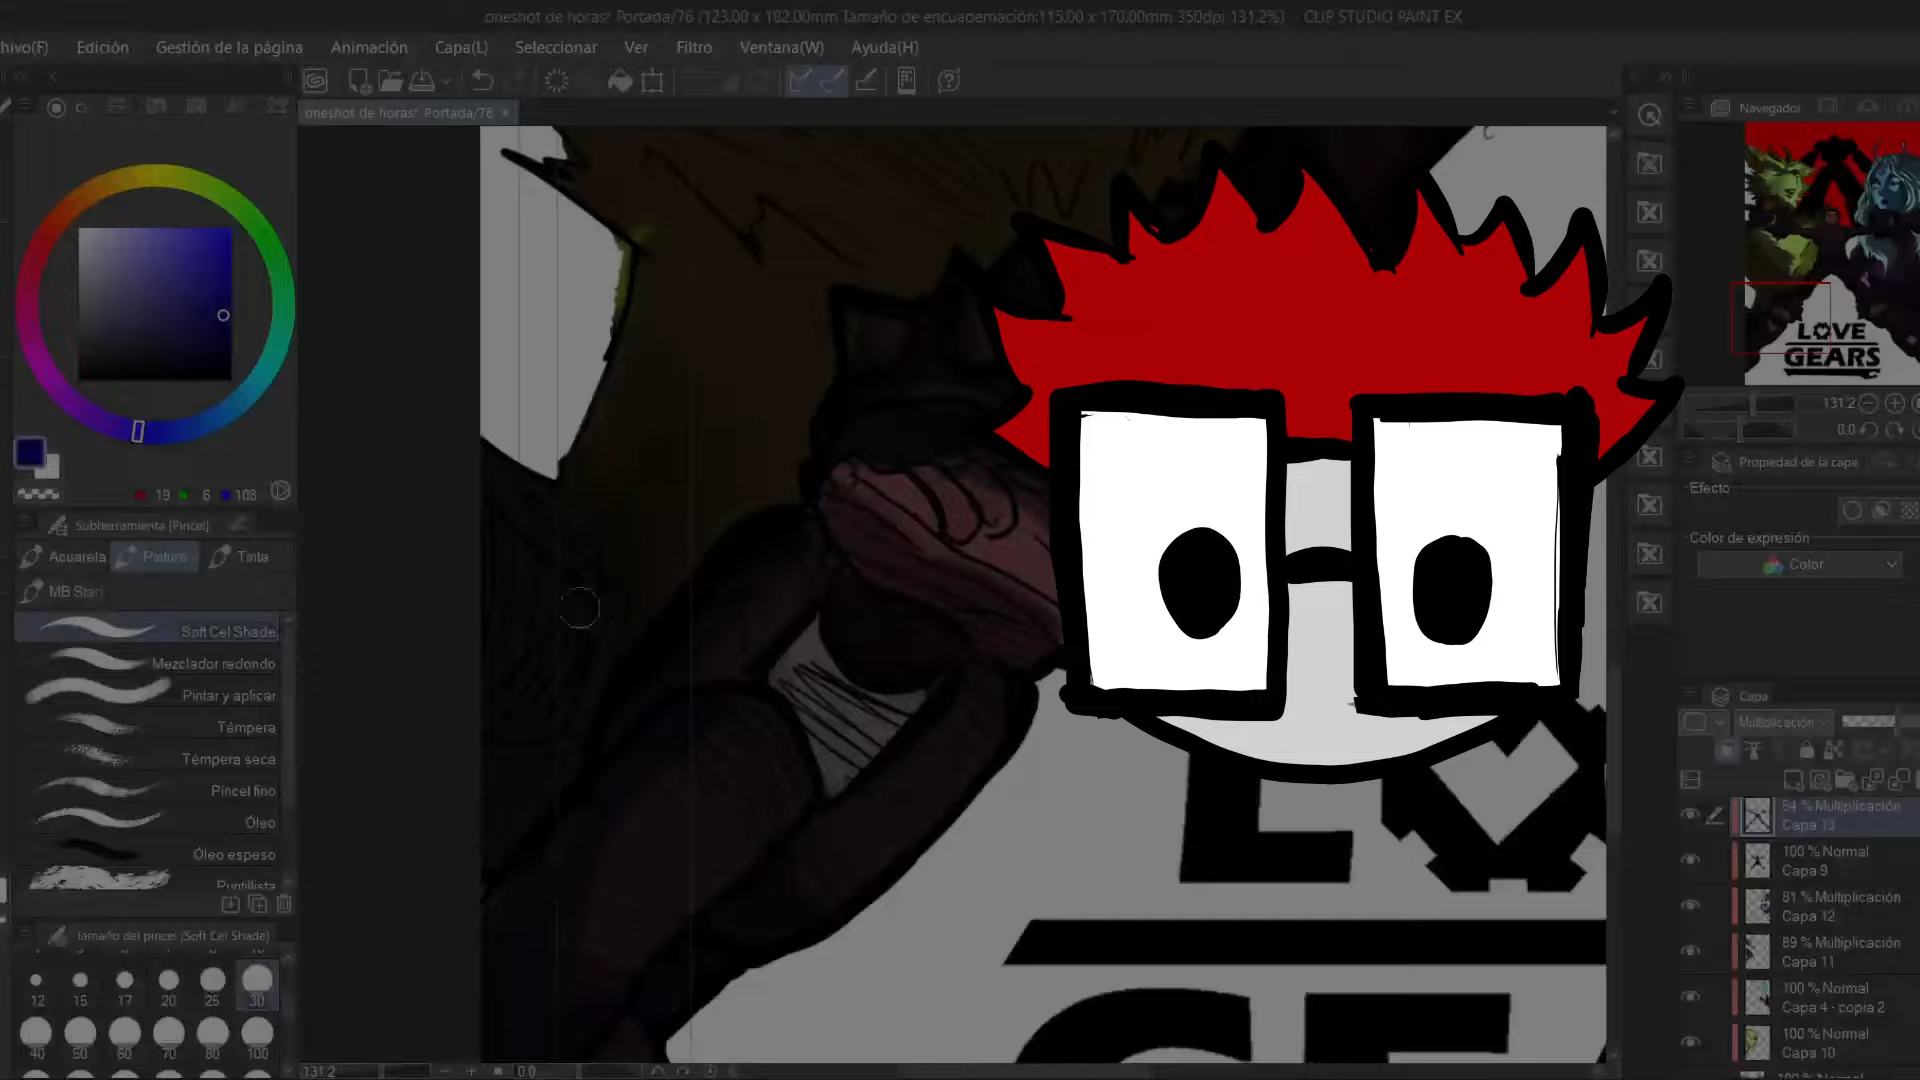 oneshot de horas* Portada/76 (123.00 x 182.00mm Tamaño de encuadernación:115.00 x 170.00mm 350dpi 131.2%) - CLIP STUDIO PAINT EX
hivo(F) Edición Gestión de la página Animación Capa(L) Seleccionar Ver Filtro Ventana(W) Ayuda(H)
oneshot de horas* Portada/76
Navegador
LOVE
GEARS
131.2
0.0
19 6 108
Subherramienta [Pincel]
Acuarela Pintura Tinta
MB Stari
Soft Cel Shade
Mezclador redondo
Pintar y aplicar
Témpera
Témpera seca
Pincel fino
Óleo
Óleo espeso
Puntillista
Tamaño del pincel [Soft Cel Shade]
12 15 17 20 25 30
40 50 60 70 80 100
131.2 0.0
Propiedad de la capa
Efecto
Color de expresión
Color
Capa
Multiplicación
84 % Multiplicación
Capa 13
100 % Normal
Capa 9
81 % Multiplicación
Capa 12
89 % Multiplicación
Capa 11
100 % Normal
Capa 4 - copia 2
100 % Normal
Capa 10